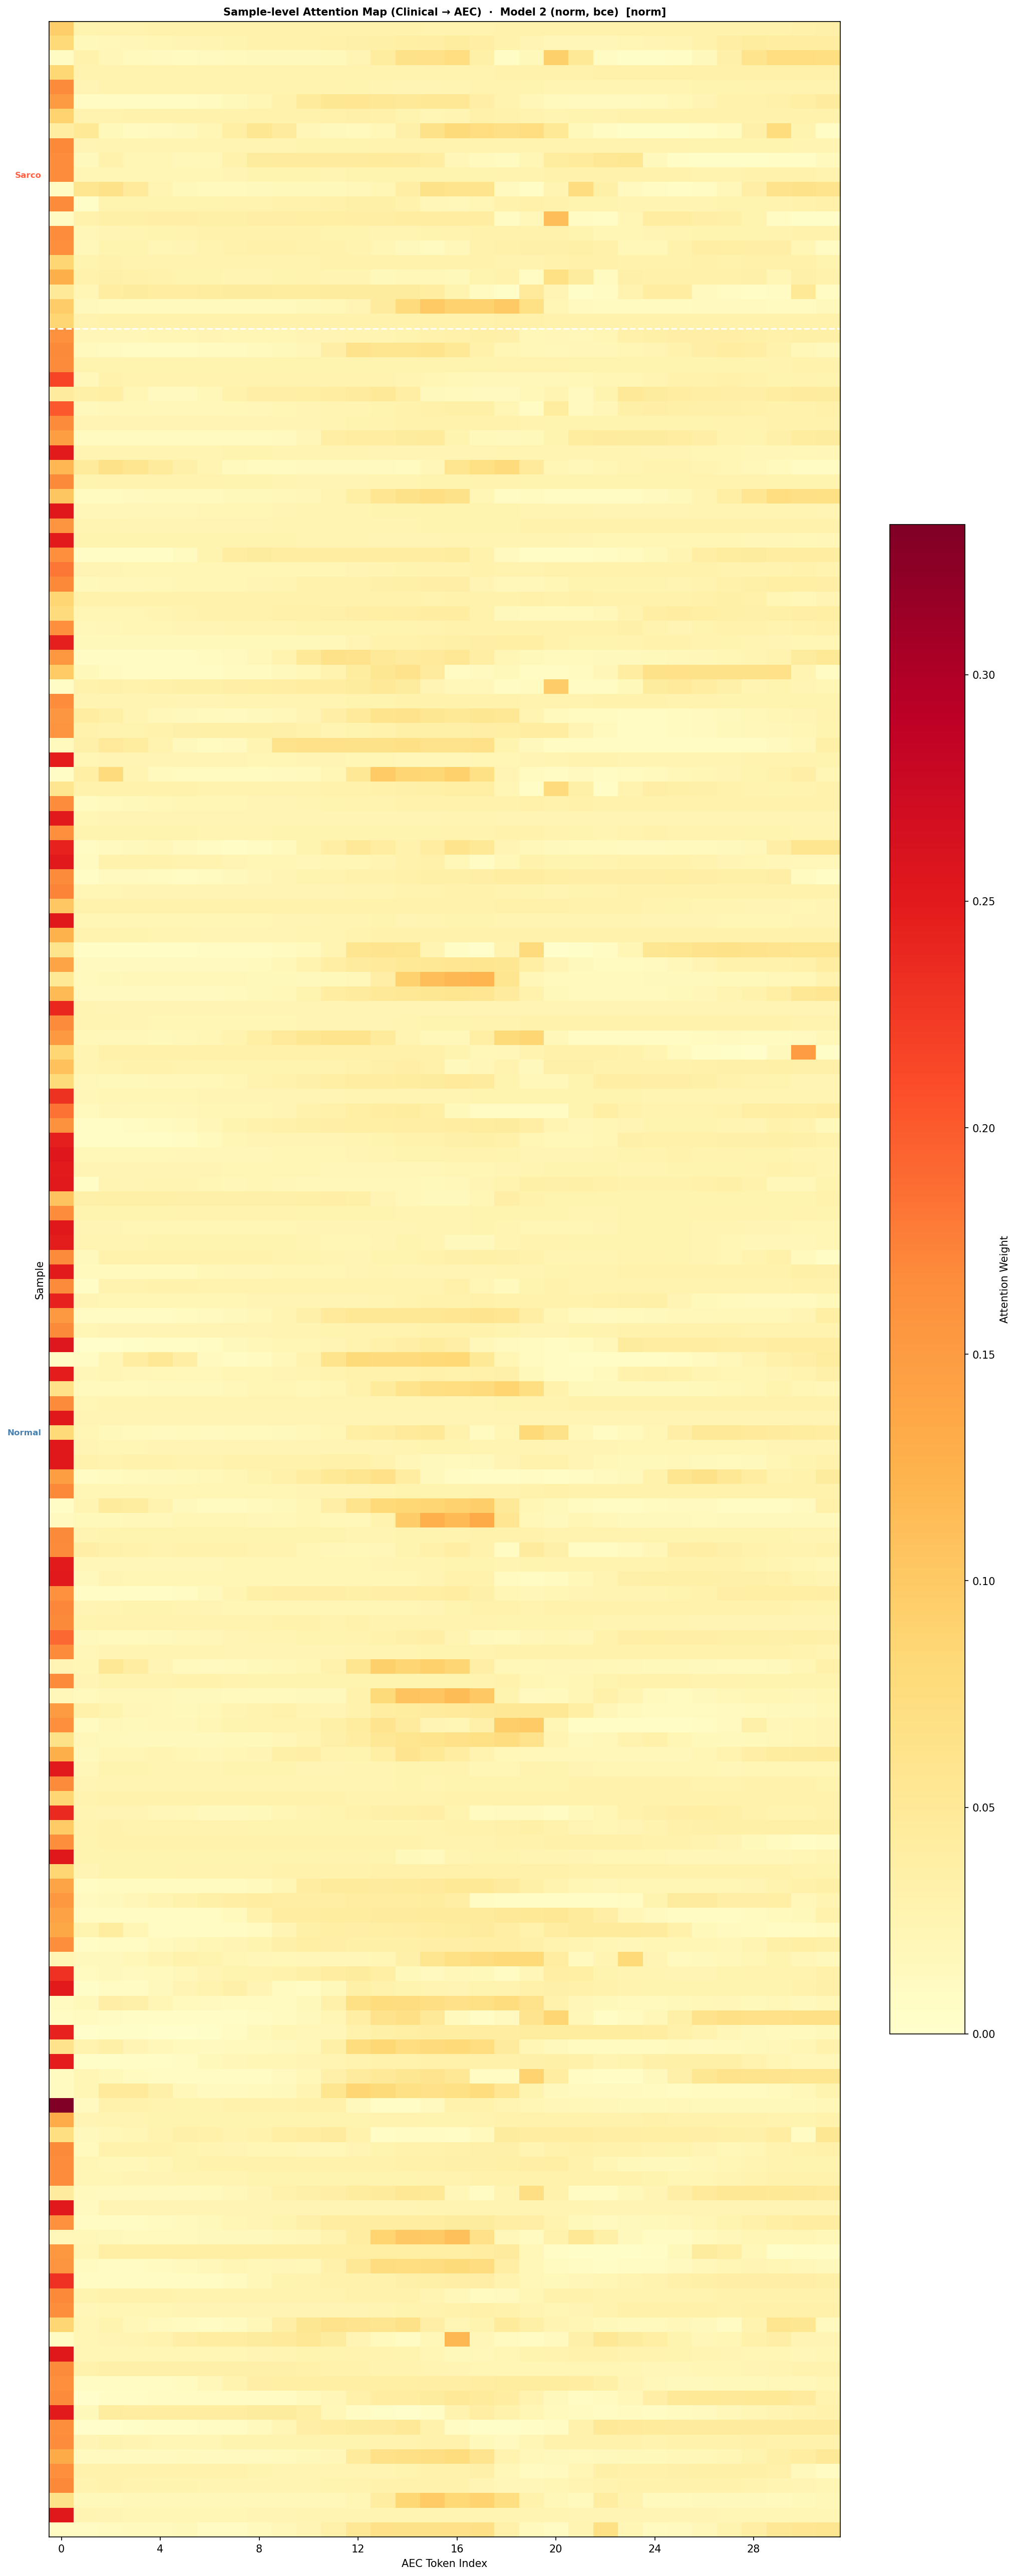 Sample-level Attention Map (Clinical → AEC)  ·  Model 2 (norm, bce)  [norm]
Sarco
Normal
Sample
0 4 8 12 16 20 24 28
AEC Token Index
0.30
0.25
0.20
0.15
0.10
0.05
0.00
Attention Weight